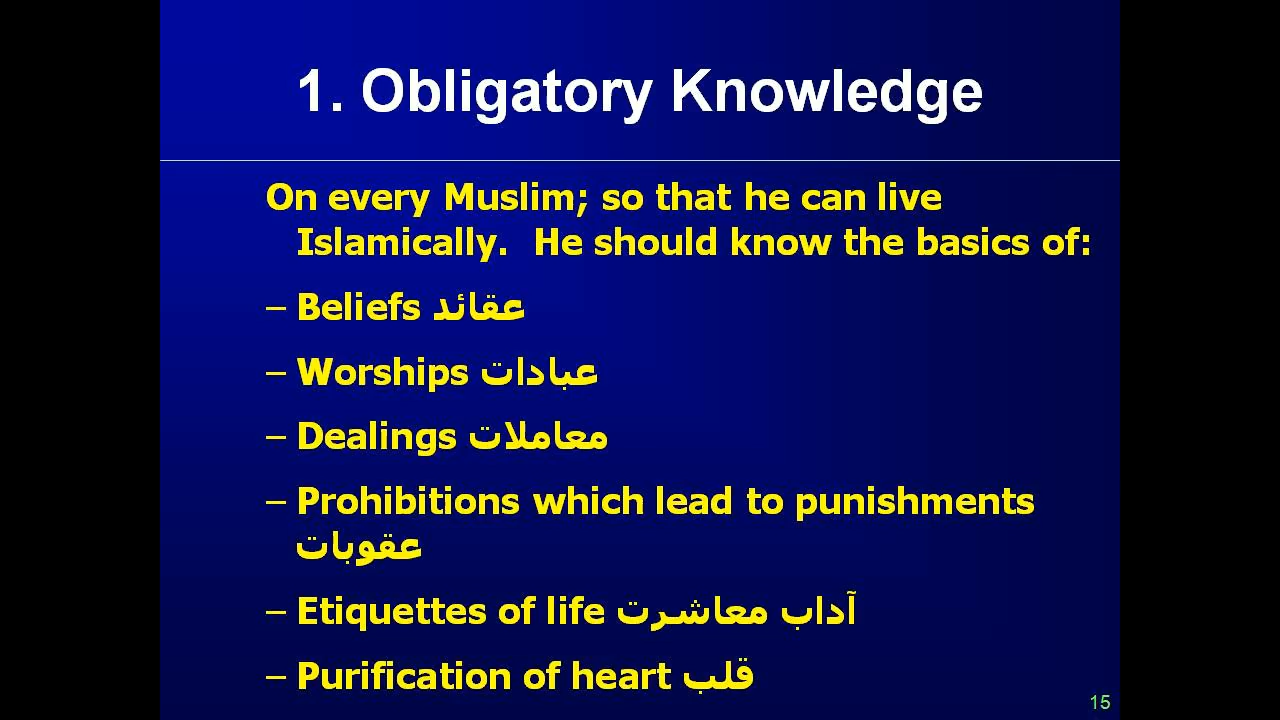 1. Obligatory Knowledge
On every Muslim; so that he can live
Islamically. He should know the basics of:
– Beliefs عقائد
– Worships عبادات
– Dealings معاملات
– Prohibitions which lead to punishments
عقوبات
– Etiquettes of life آداب معاشرت
– Purification of heart قلب
15